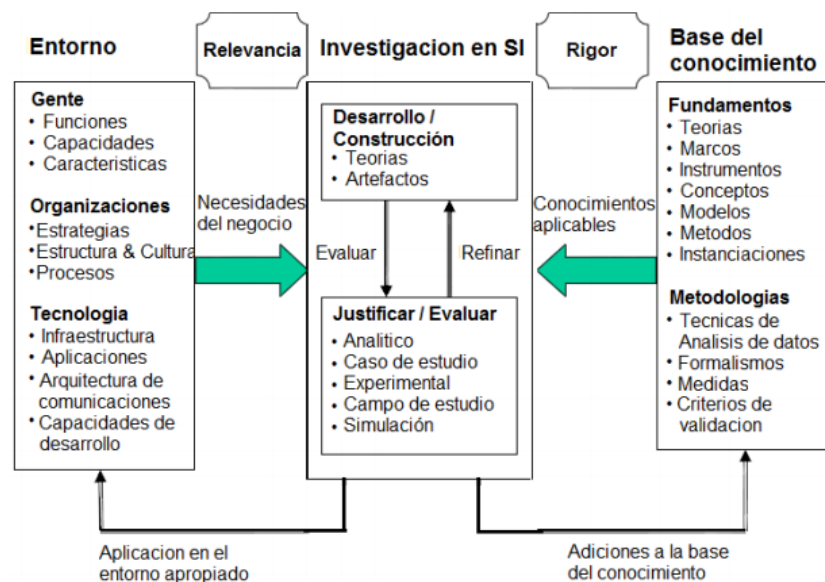 Entorno
Relevancia
Investigacion en SI
Rigor
Base del
conocimiento
Gente
• Funciones
• Capacidades
• Caracteristicas
Organizaciones
• Estrategias
• Estructura & Cultura
• Procesos
Tecnologia
• Infraestructura
• Aplicaciones
• Arquitectura de
comunicaciones
• Capacidades de
desarrollo
Necesidades
del negocio
Desarrollo /
Construcción
• Teorias
• Artefactos
Evaluar
Refinar
Justificar / Evaluar
• Analitico
• Caso de estudio
• Experimental
• Campo de estudio
• Simulación
Conocimientos
aplicables
Fundamentos
• Teorias
• Marcos
• Instrumentos
• Conceptos
• Modelos
• Metodos
• Instanciaciones
Metodologias
• Tecnicas de
Analisis de datos
• Formalismos
• Medidas
• Criterios de
validacion
Aplicacion en el
entorno apropiado
Adiciones a la base
del conocimiento